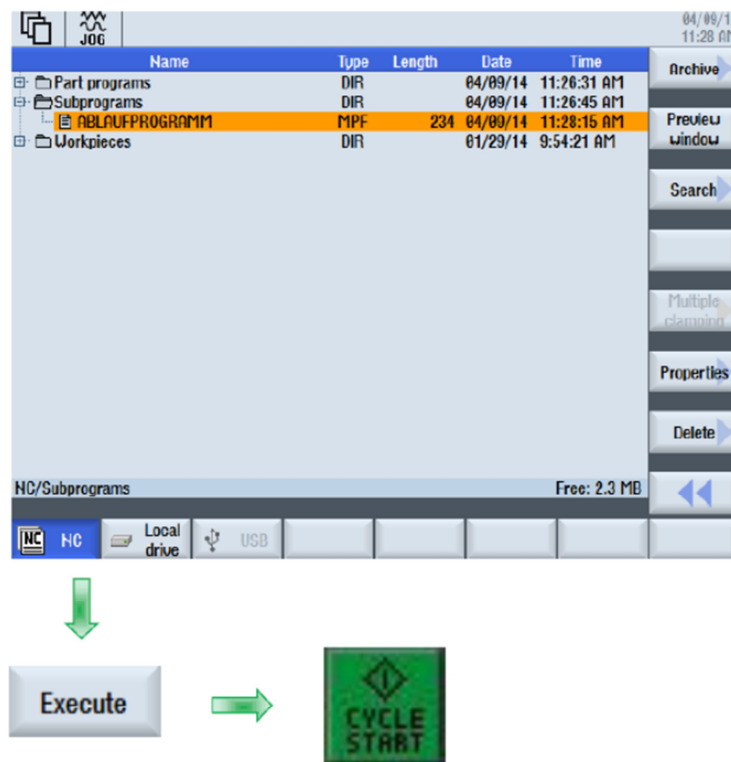 JOG
04/09/1
11:28 AM
Name Type Length Date Time
Part programs DIR 04/09/14 11:26:31 AM
Subprograms DIR 04/09/14 11:26:45 AM
ABLAUFPROGRAMM MPF 234 04/09/14 11:28:15 AM
Workpieces DIR 01/29/14 9:54:21 AM
Archive
Preview
window
Search
Multiple
clamping
Properties
Delete
NC/Subprograms Free: 2.3 MB
NC NC
Local
drive
USB
Execute
CYCLE
START